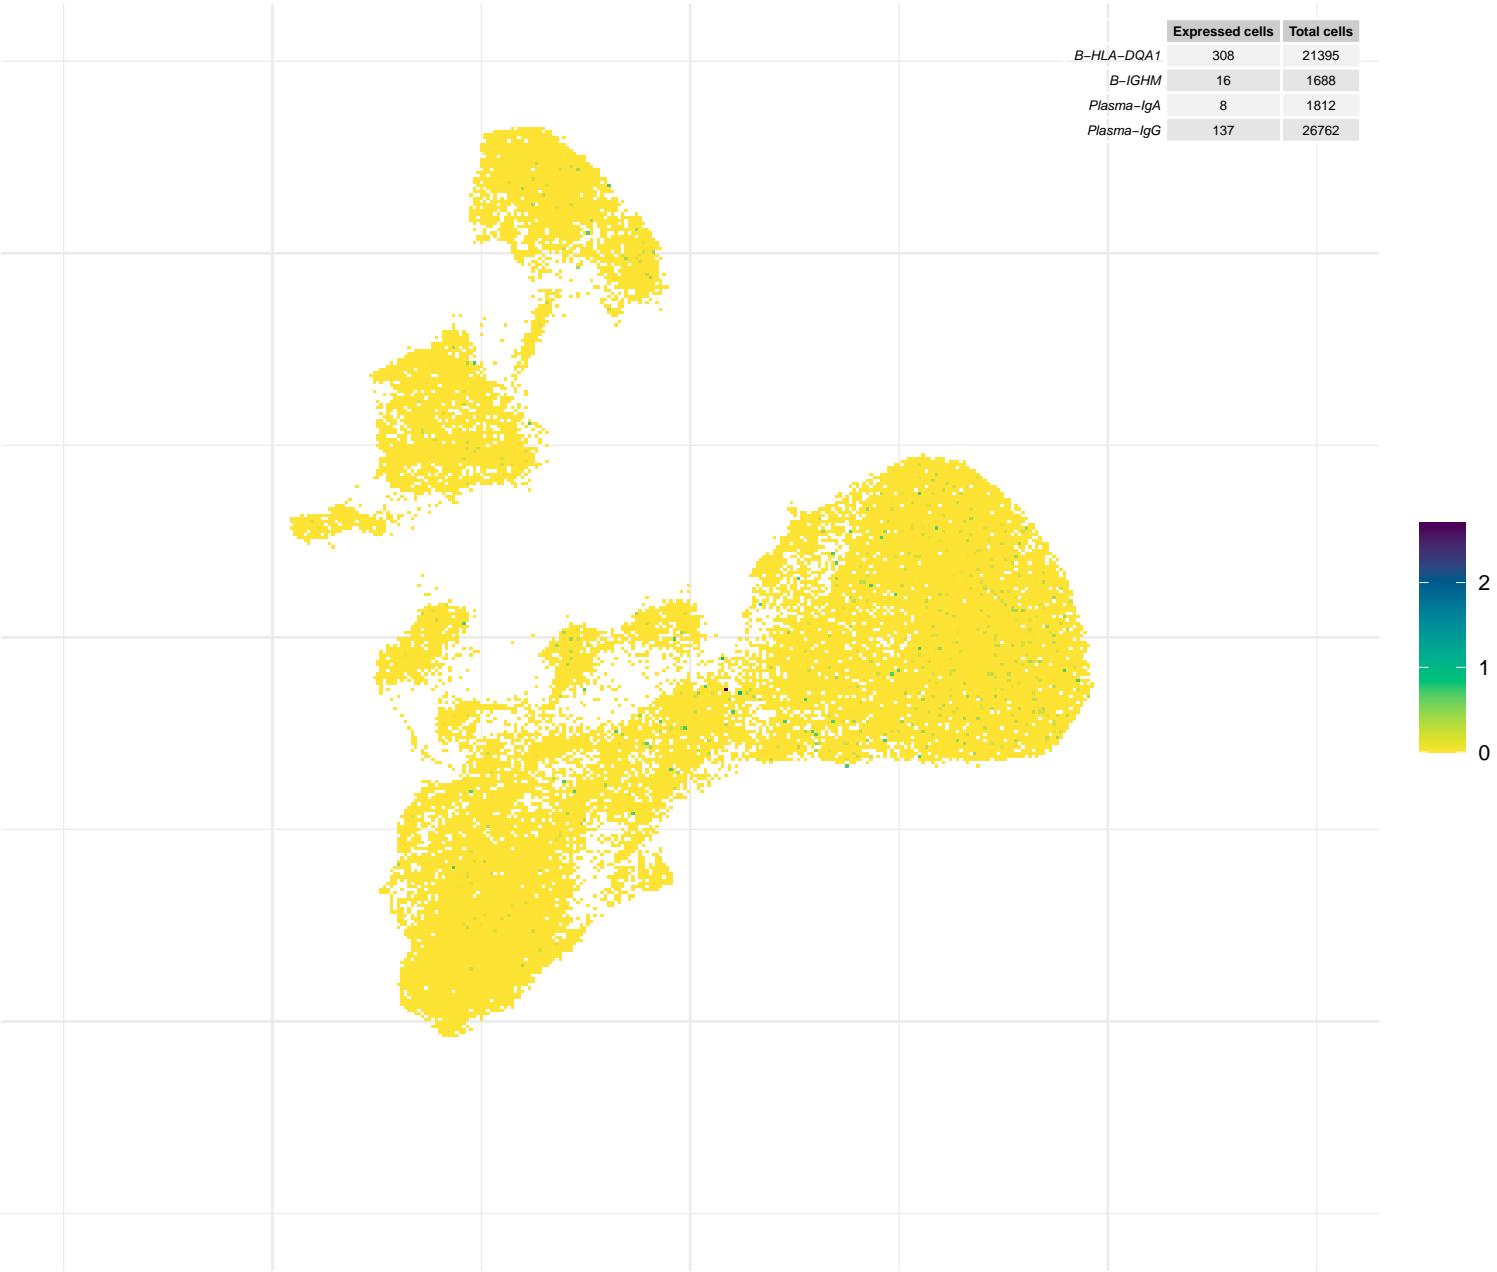 Expressed cells Total cells
B−HLA−DQA1 308 21395
B−IGHM 16 1688
Plasma−IgA 8 1812
Plasma−IgG 137 26762
2
1
0